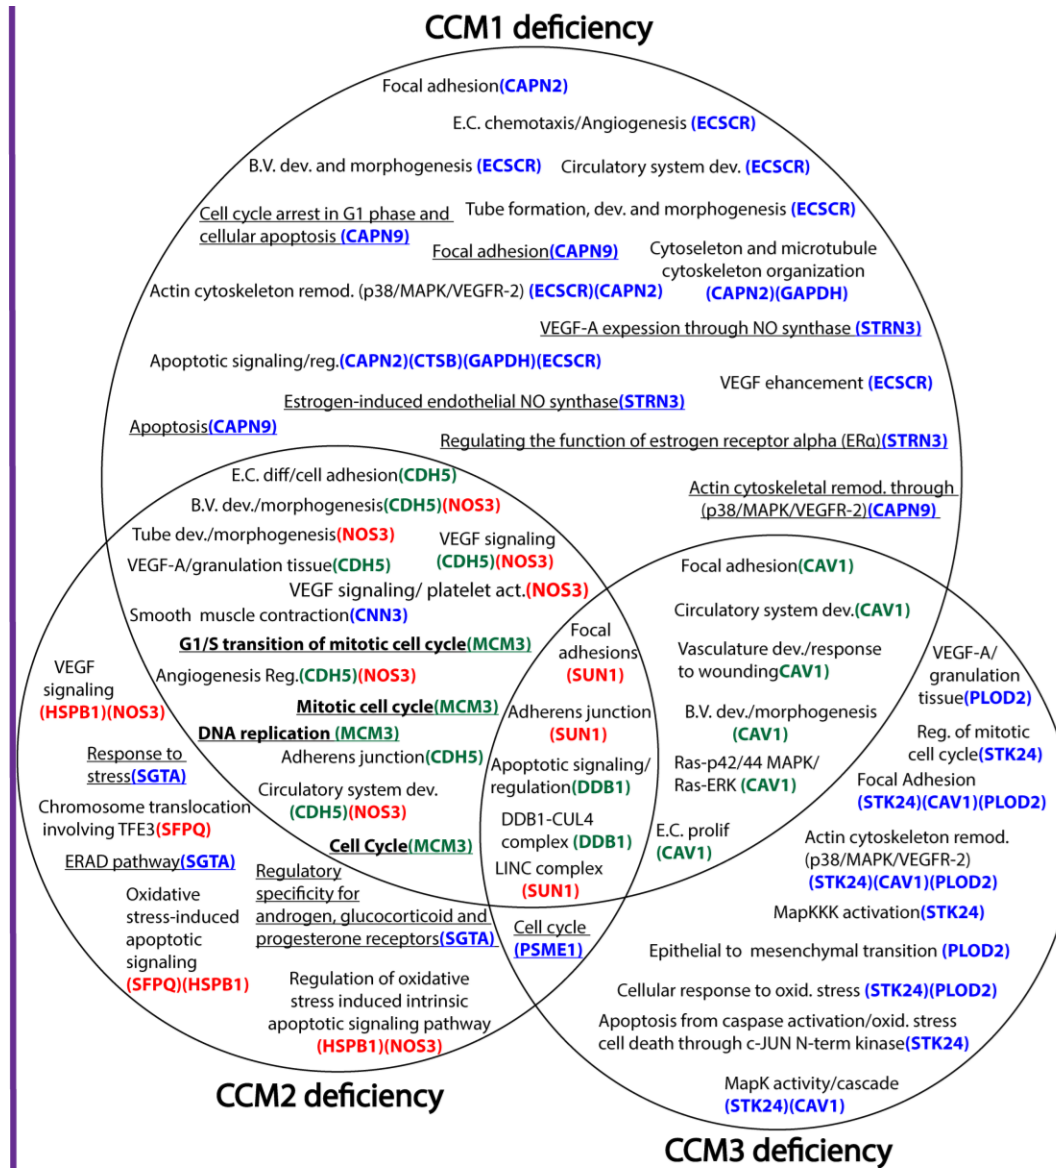 CCM1 deficiency
Focal adhesion(CAPN2)
E.C. chemotaxis/Angiogenesis (ECSCR)
B.V. dev. and morphogenesis (ECSCR)
Circulatory system dev. (ECSCR)
Cell cycle arrest in G1 phase and
cellular apoptosis (CAPN9)
Tube formation, dev. and morphogenesis (ECSCR)
Focal adhesion(CAPN9)
Cytoseleton and microtubule
cytoskeleton organization
(CAPN2)(GAPDH)
Actin cytoskeleton remod. (p38/MAPK/VEGFR-2) (ECSCR)(CAPN2)
VEGF-A expession through NO synthase (STRN3)
Apoptotic signaling/reg.(CAPN2)(CTSB)(GAPDH)(ECSCR)
VEGF ehancement (ECSCR)
Estrogen-induced endothelial NO synthase(STRN3)
Apoptosis(CAPN9)
Regulating the function of estrogen receptor alpha (ERα)(STRN3)
Actin cytoskeletal remod. through
(p38/MAPK/VEGFR-2)(CAPN9)
E.C. diff/cell adhesion(CDH5)
B.V. dev./morphogenesis(CDH5)(NOS3)
Tube dev./morphogenesis(NOS3)
VEGF signaling
(CDH5)(NOS3)
VEGF-A/granulation tissue(CDH5)
VEGF signaling/ platelet act.(NOS3)
Smooth muscle contraction(CNN3)
G1/S transition of mitotic cell cycle(MCM3)
Angiogenesis Reg.(CDH5)(NOS3)
Mitotic cell cycle(MCM3)
DNA replication (MCM3)
Adherens junction(CDH5)
Circulatory system dev.
(CDH5)(NOS3)
Cell Cycle(MCM3)
Focal
adhesions
(SUN1)
Adherens junction
(SUN1)
Apoptotic signaling/
regulation(DDB1)
DDB1-CUL4
complex (DDB1)
LINC complex
(SUN1)
Focal adhesion(CAV1)
Circulatory system dev.(CAV1)
Vasculature dev./response
to woundingCAV1)
B.V. dev./morphogenesis
(CAV1)
Ras-p42/44 MAPK/
Ras-ERK (CAV1)
E.C. prolif
(CAV1)
VEGF
signaling
(HSPB1)(NOS3)
Response to
stress(SGTA)
Chromosome translocation
involving TFE3(SFPQ)
ERAD pathway(SGTA)
Regulatory
specificity for
androgen, glucocorticoid and
progesterone receptors(SGTA)
Oxidative
stress-induced
apoptotic
signaling
(SFPQ)(HSPB1)
Regulation of oxidative
stress induced intrinsic
apoptotic signaling pathway
(HSPB1)(NOS3)
Cell cycle
(PSME1)
VEGF-A/
granulation
tissue(PLOD2)
Reg. of mitotic
cell cycle(STK24)
Focal Adhesion
(STK24)(CAV1)(PLOD2)
Actin cytoskeleton remod.
(p38/MAPK/VEGFR-2)
(STK24)(CAV1)(PLOD2)
MapKKK activation(STK24)
Epithelial to mesenchymal transition (PLOD2)
Cellular response to oxid. stress (STK24)(PLOD2)
Apoptosis from caspase activation/oxid. stress
cell death through c-JUN N-term kinase(STK24)
MapK activity/cascade
(STK24)(CAV1)
CCM2 deficiency
CCM3 deficiency